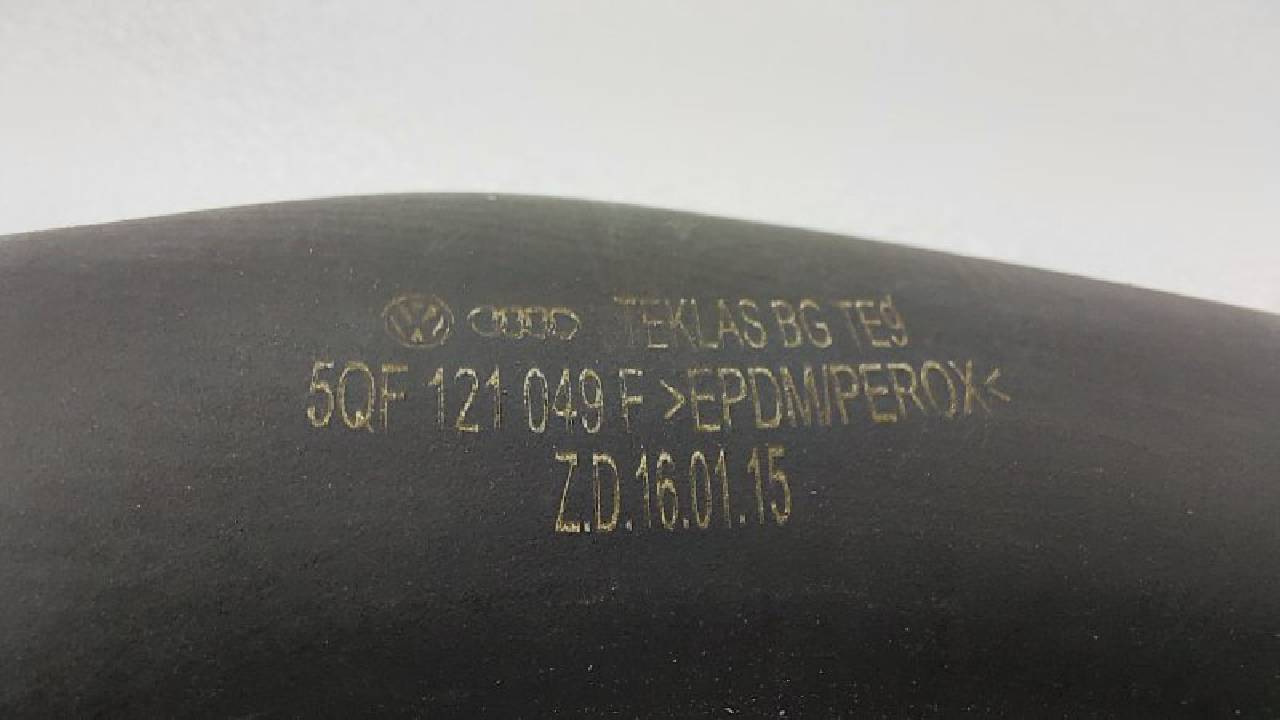 TEKLAS BG TE9
5QF 121 049 F >EPDM/PEROX<
Z.D.16.01.15